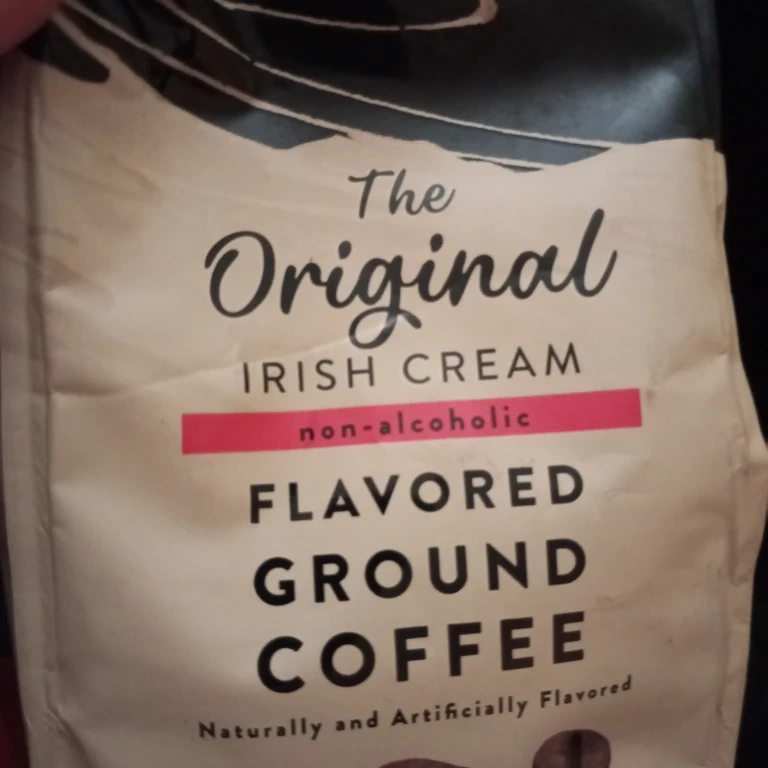 The
Original
IRISH CREAM
non-alcoholic
FLAVORED
GROUND
COFFEE
Naturally and Artificially Flavored